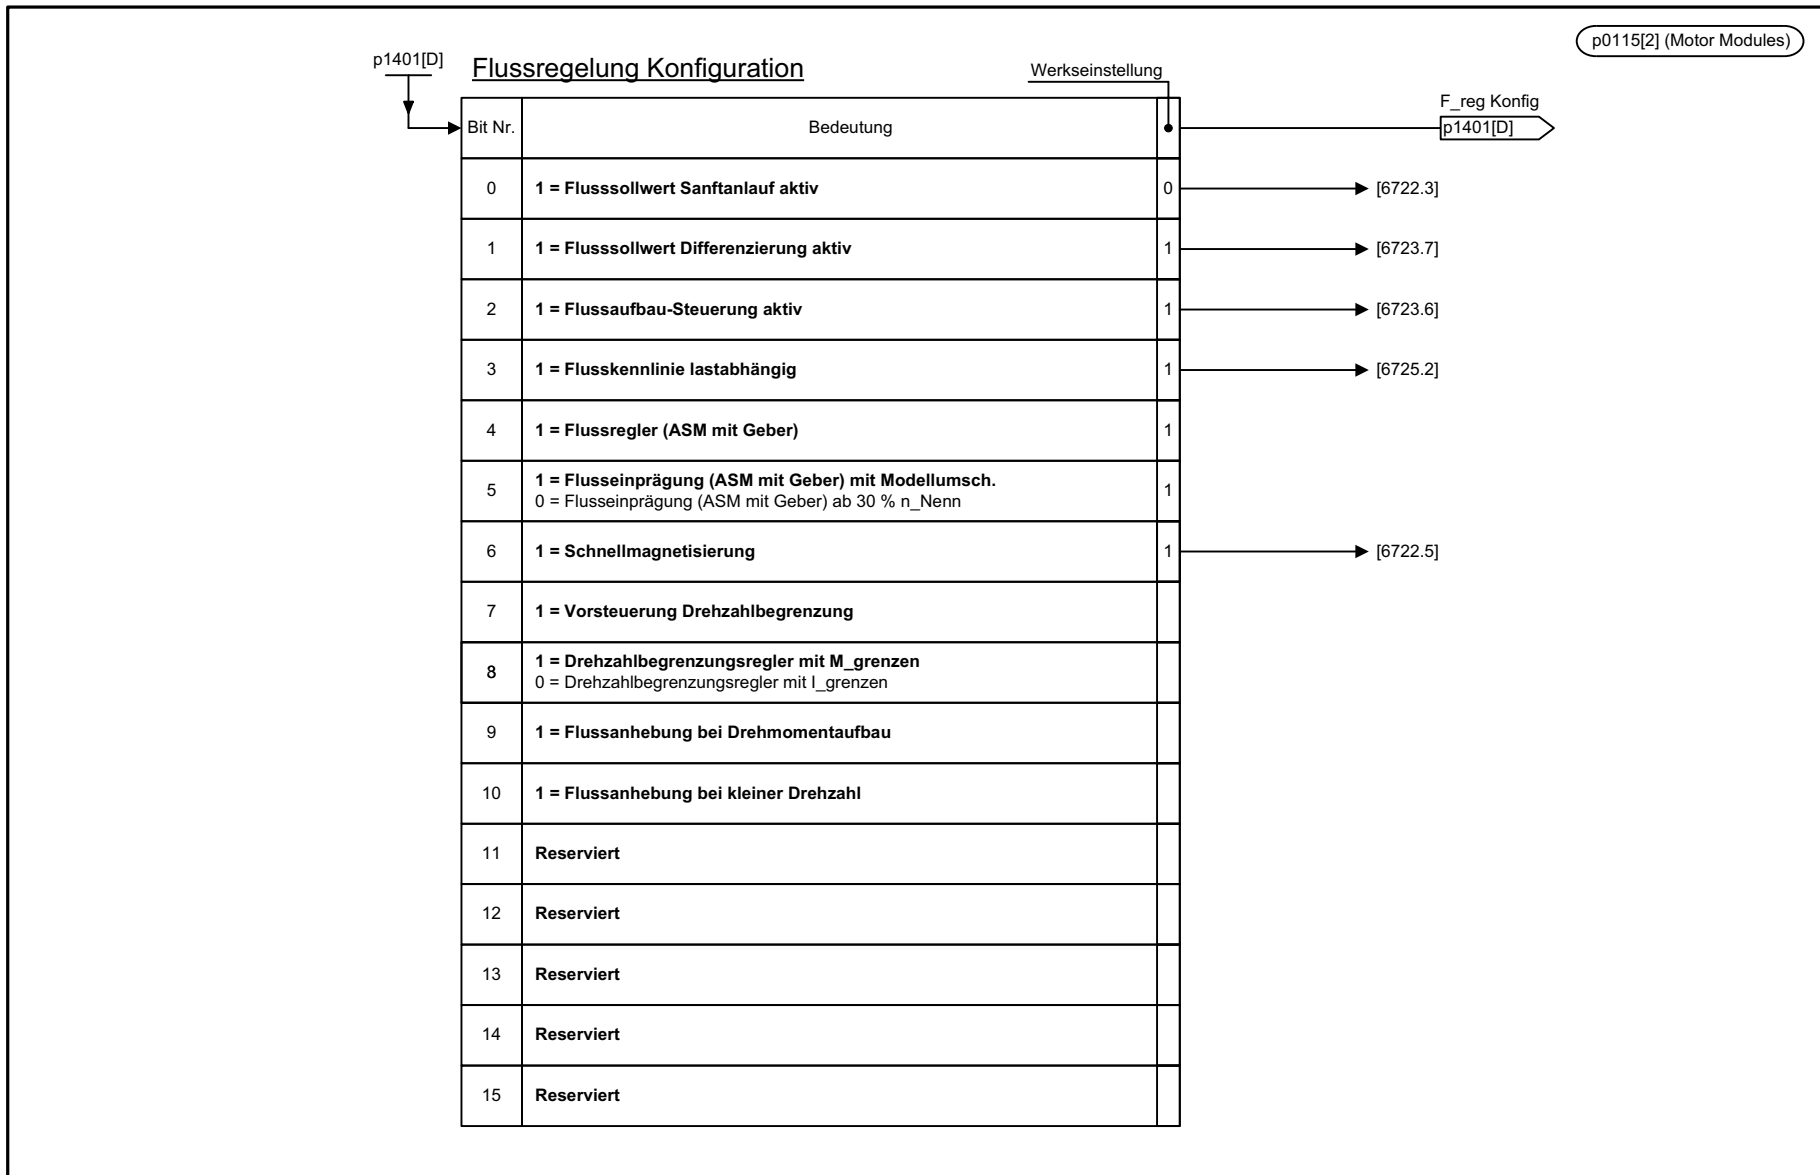 p0115[2] (Motor Modules)
p1401[D]
Flussregelung Konfiguration
Werkseinstellung
F_reg Konfig
p1401[D]
Bit Nr.
Bedeutung
0 1 = Flusssollwert Sanftanlauf aktiv 0 [6722.3]
1 1 = Flusssollwert Differenzierung aktiv 1 [6723.7]
2 1 = Flussaufbau-Steuerung aktiv 1 [6723.6]
3 1 = Flusskennlinie lastabhängig 1 [6725.2]
4 1 = Flussregler (ASM mit Geber) 1
5 1 = Flusseinprägung (ASM mit Geber) mit Modellumsch. 1
0 = Flusseinprägung (ASM mit Geber) ab 30 % n_Nenn
6 1 = Schnellmagnetisierung 1 [6722.5]
7 1 = Vorsteuerung Drehzahlbegrenzung
8 1 = Drehzahlbegrenzungsregler mit M_grenzen
0 = Drehzahlbegrenzungsregler mit I_grenzen
9 1 = Flussanhebung bei Drehmomentaufbau
10 1 = Flussanhebung bei kleiner Drehzahl
11 Reserviert
12 Reserviert
13 Reserviert
14 Reserviert
15 Reserviert